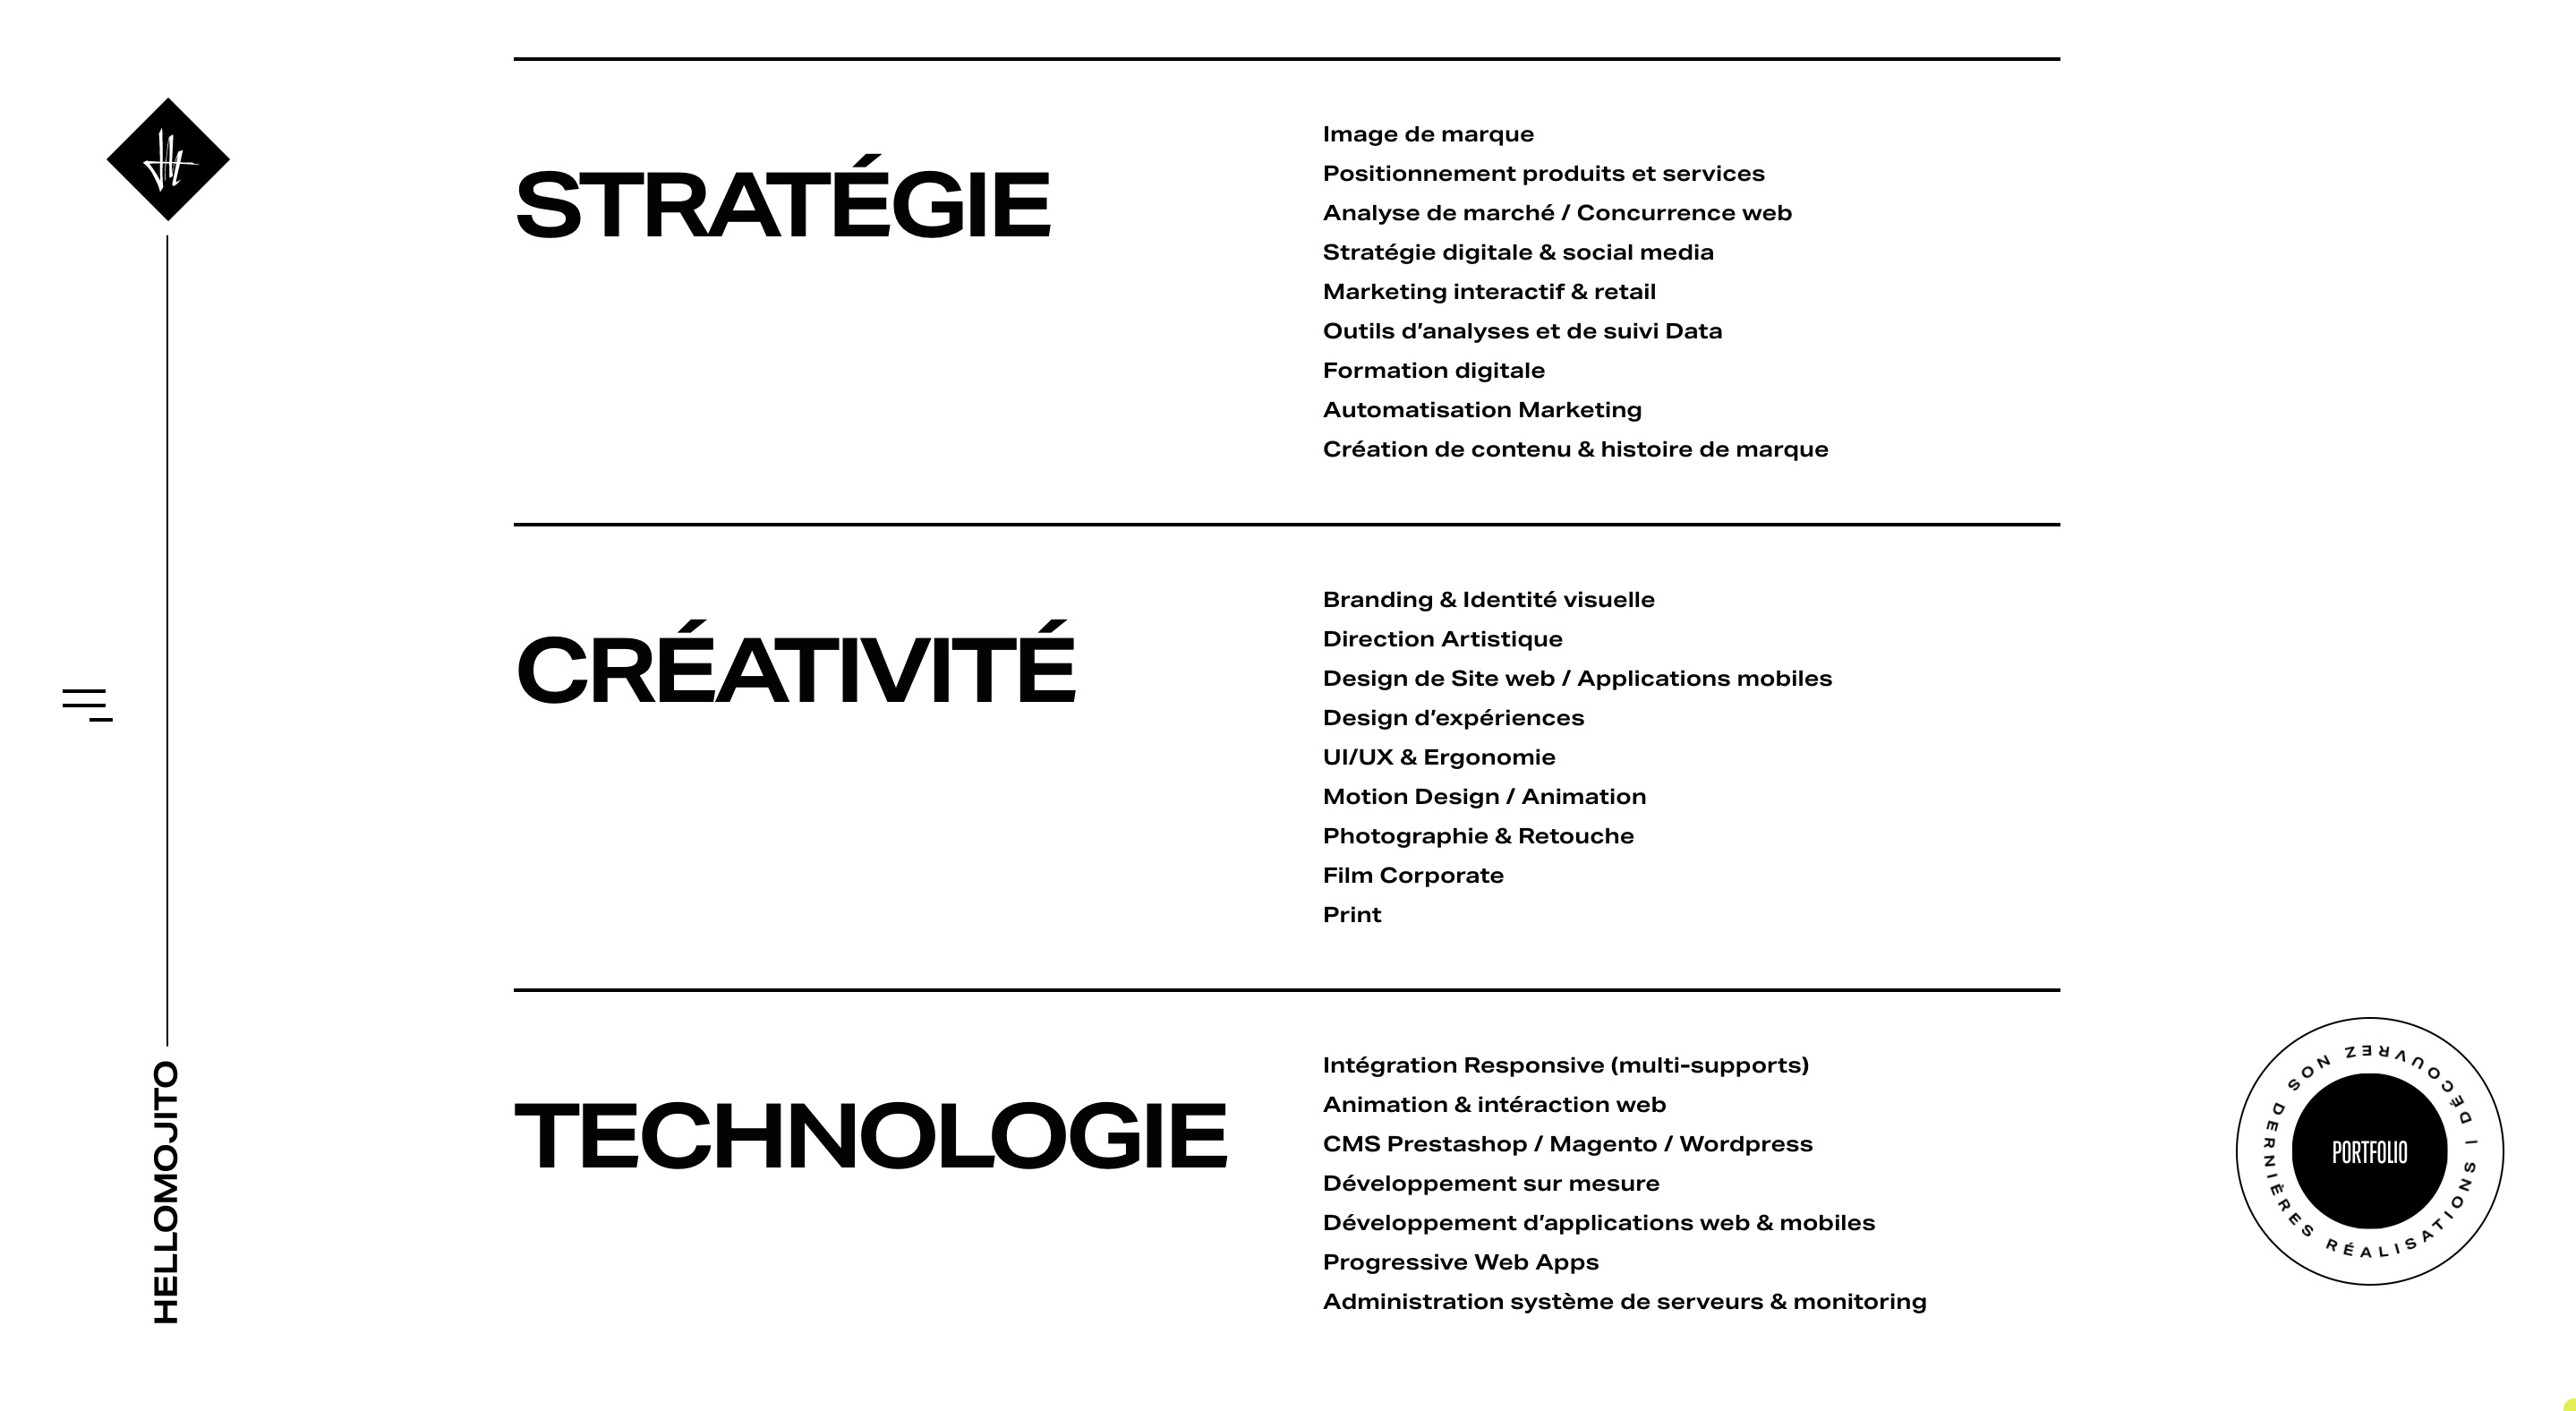 STRATÉGIE
Image de marque
Positionnement produits et services
Analyse de marché / Concurrence web
Stratégie digitale & social media
Marketing interactif & retail
Outils d’analyses et de suivi Data
Formation digitale
Automatisation Marketing
Création de contenu & histoire de marque
CRÉATIVITÉ
Branding & Identité visuelle
Direction Artistique
Design de Site web / Applications mobiles
Design d’expériences
UI/UX & Ergonomie
Motion Design / Animation
Photographie & Retouche
Film Corporate
Print
TECHNOLOGIE
Intégration Responsive (multi-supports)
Animation & intéraction web
CMS Prestashop / Magento / Wordpress
Développement sur mesure
Développement d’applications web & mobiles
Progressive Web Apps
Administration système de serveurs & monitoring
HELLOMOJITO
DÉCOUVREZ NOS DERNIÈRES RÉALISATIONS |
PORTFOLIO